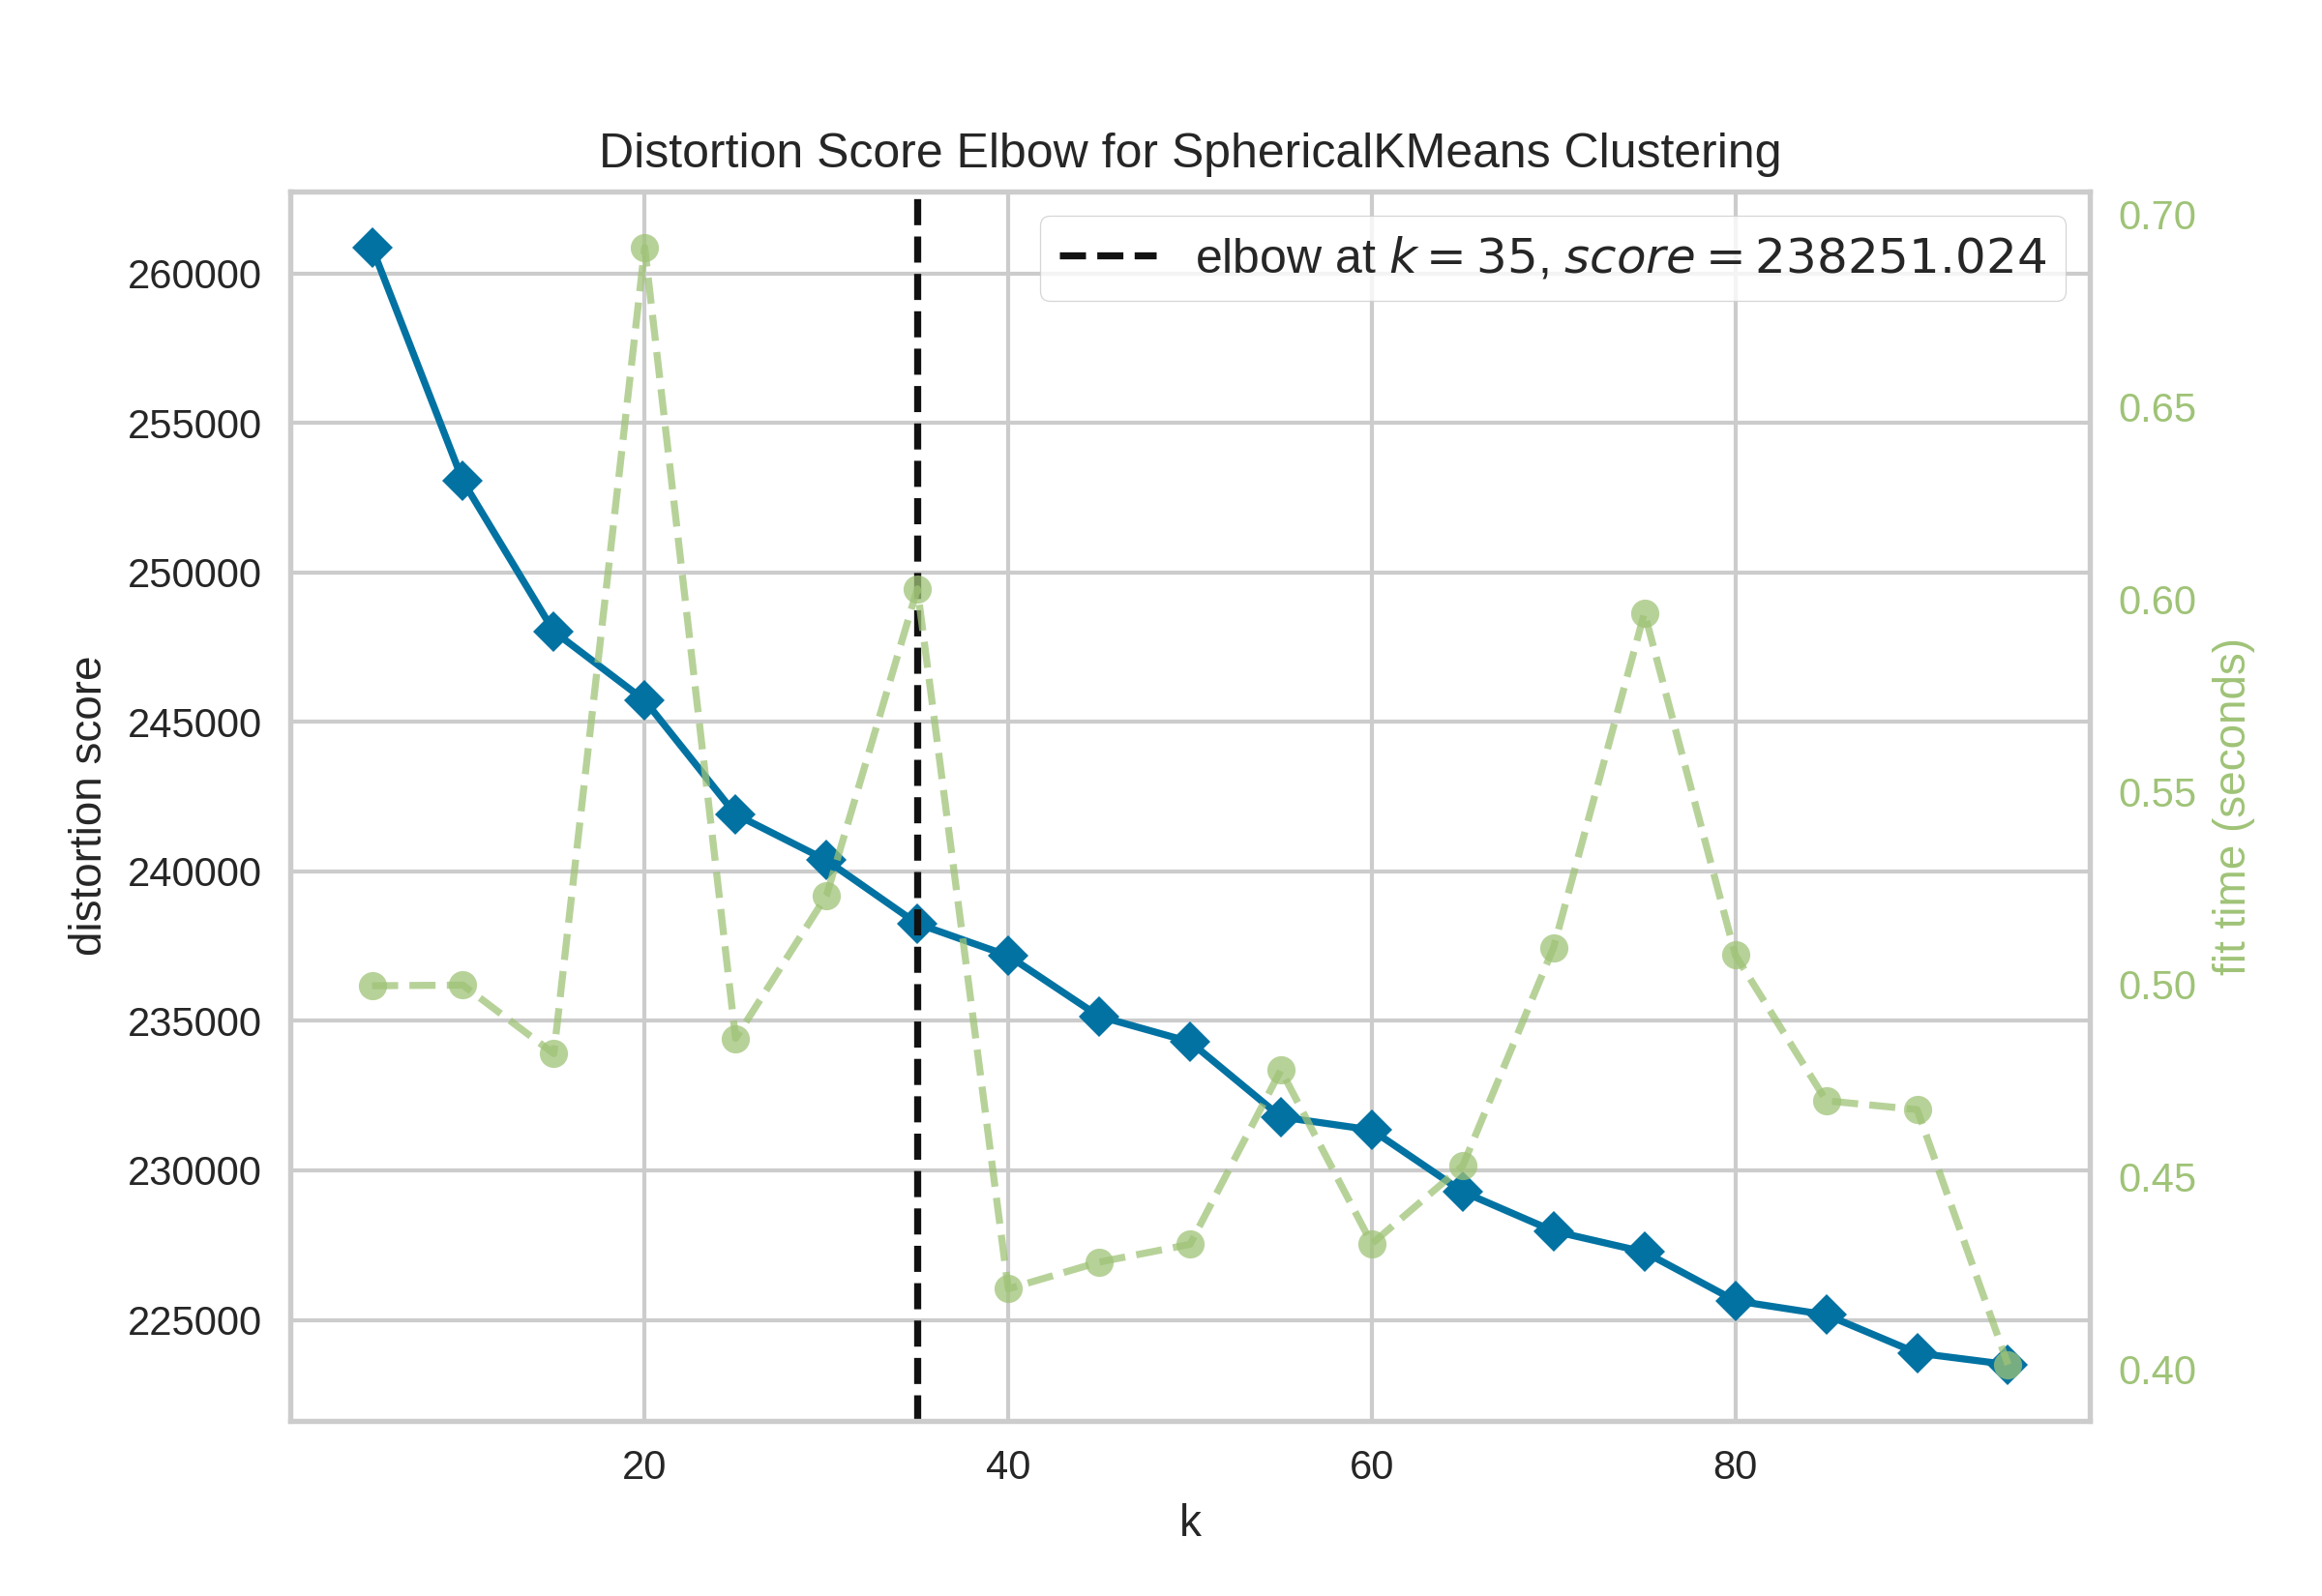 Distortion Score Elbow for SphericalKMeans Clustering
elbow at k = 35, score = 238251.024
distortion score
260000
255000
250000
245000
240000
235000
230000
225000
0.70
0.65
0.60
0.55
0.50
0.45
0.40
fit time (seconds)
20 40 60 80
k